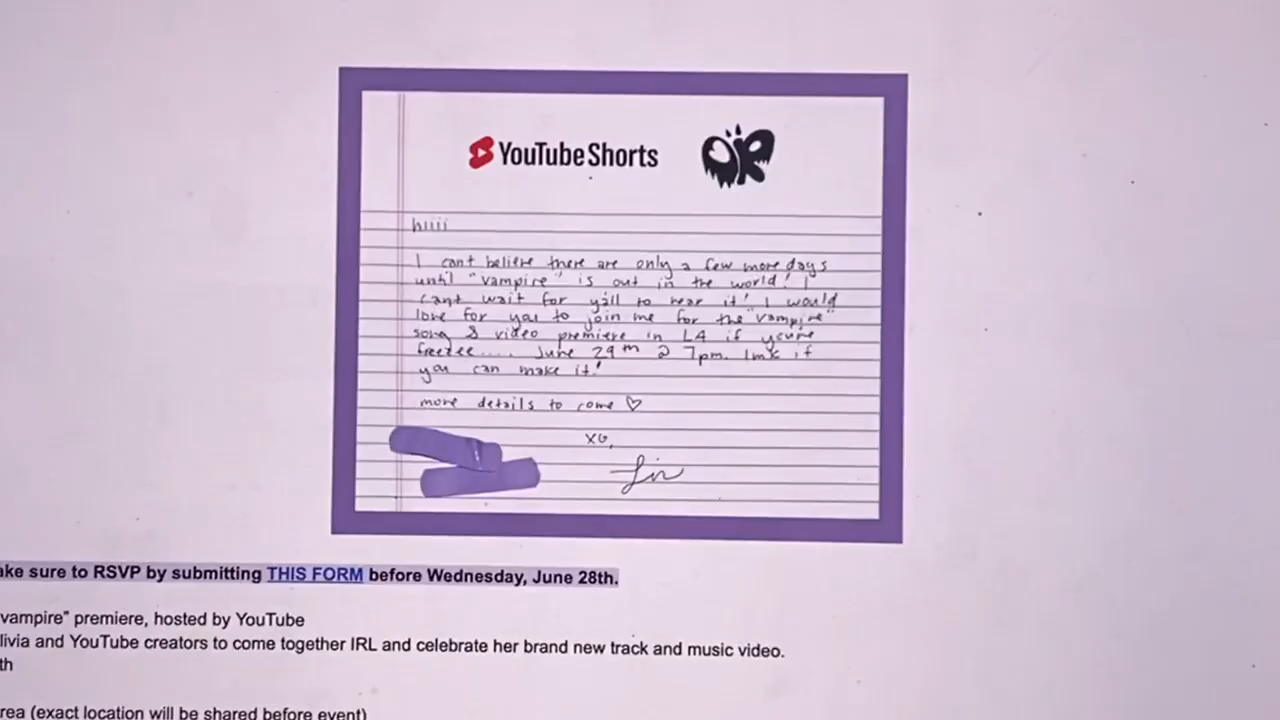 YouTube Shorts OR
hiiii
I cant believe there are only a few more days
until "vampire" is out in the world! I
cant wait for y'all to hear it! I would
love for you to join me for the "vampire"
song & video premiere in LA if youre
freeeee.... June 29th @ 7pm. lmk if
you can make it!
more details to come ♡
XO,
Liv
ake sure to RSVP by submitting THIS FORM before Wednesday, June 28th.
vampire" premiere, hosted by YouTube
livia and YouTube creators to come together IRL and celebrate her brand new track and music video.
th
rea (exact location will be shared before event)